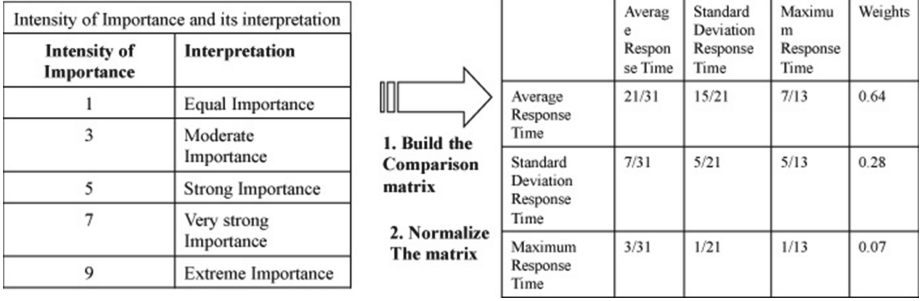 Intensity of Importance and its interpretation
Intensity of
Importance
Interpretation
1
Equal Importance
3
Moderate
Importance
5
Strong Importance
7
Very strong
Importance
9
Extreme Importance
1. Build the
Comparison
matrix
2. Normalize
The matrix
Averag
e
Respon
se Time
Standard
Deviation
Response
Time
Maximu
m
Response
Time
Weights
Average
Response
Time
21/31
15/21
7/13
0.64
Standard
Deviation
Response
Time
7/31
5/21
5/13
0.28
Maximum
Response
Time
3/31
1/21
1/13
0.07